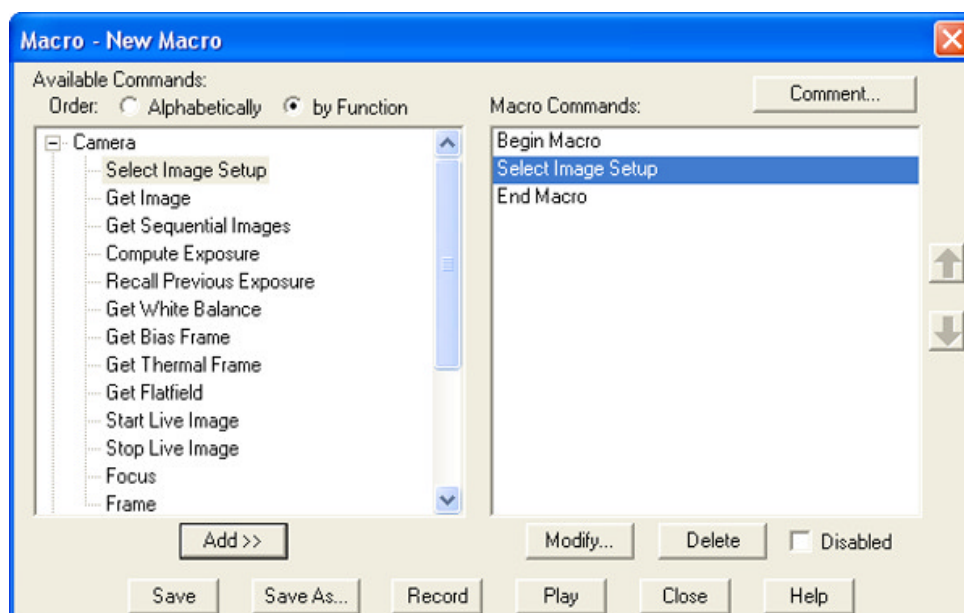 Macro - New Macro
Available Commands:
Order: Alphabetically by Function
Camera
Select Image Setup
Get Image
Get Sequential Images
Compute Exposure
Recall Previous Exposure
Get White Balance
Get Bias Frame
Get Thermal Frame
Get Flatfield
Start Live Image
Stop Live Image
Focus
Frame
Add >>
Macro Commands:
Comment...
Begin Macro
Select Image Setup
End Macro
Modify...
Delete
Disabled
Save
Save As...
Record
Play
Close
Help